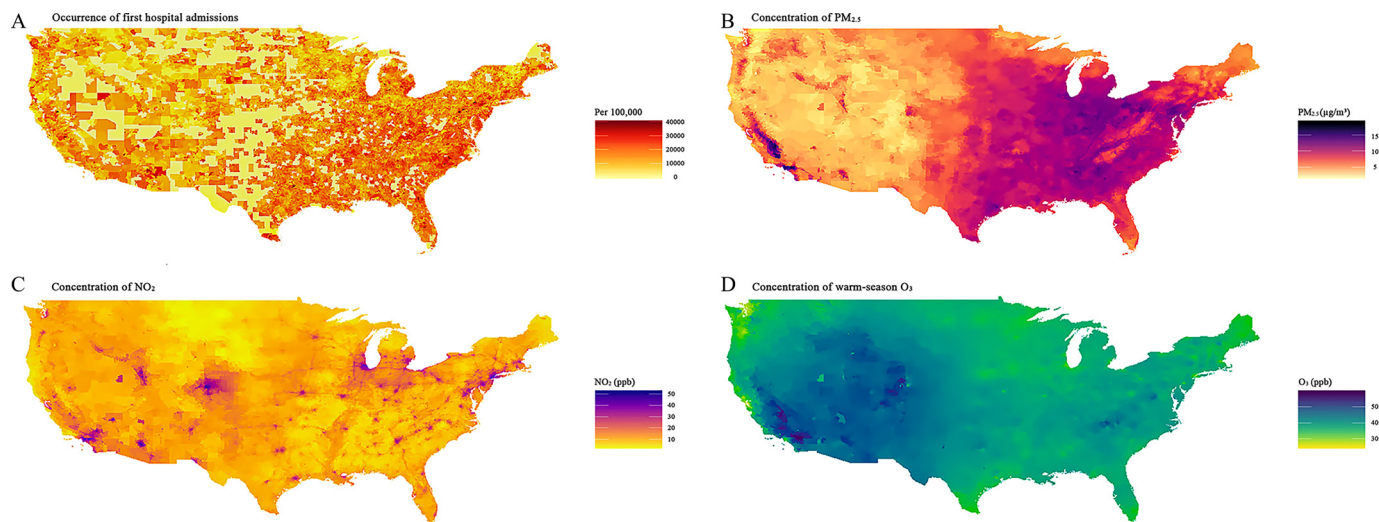 A Occurrence of first hospital admissions
Per 100,000
40000
30000
20000
10000
0
B Concentration of PM₂.₅
PM₂.₅(μg/m³)
15
10
5
C Concentration of NO₂
NO₂ (ppb)
50
40
30
20
10
D Concentration of warm-season O₃
O₃ (ppb)
50
40
30